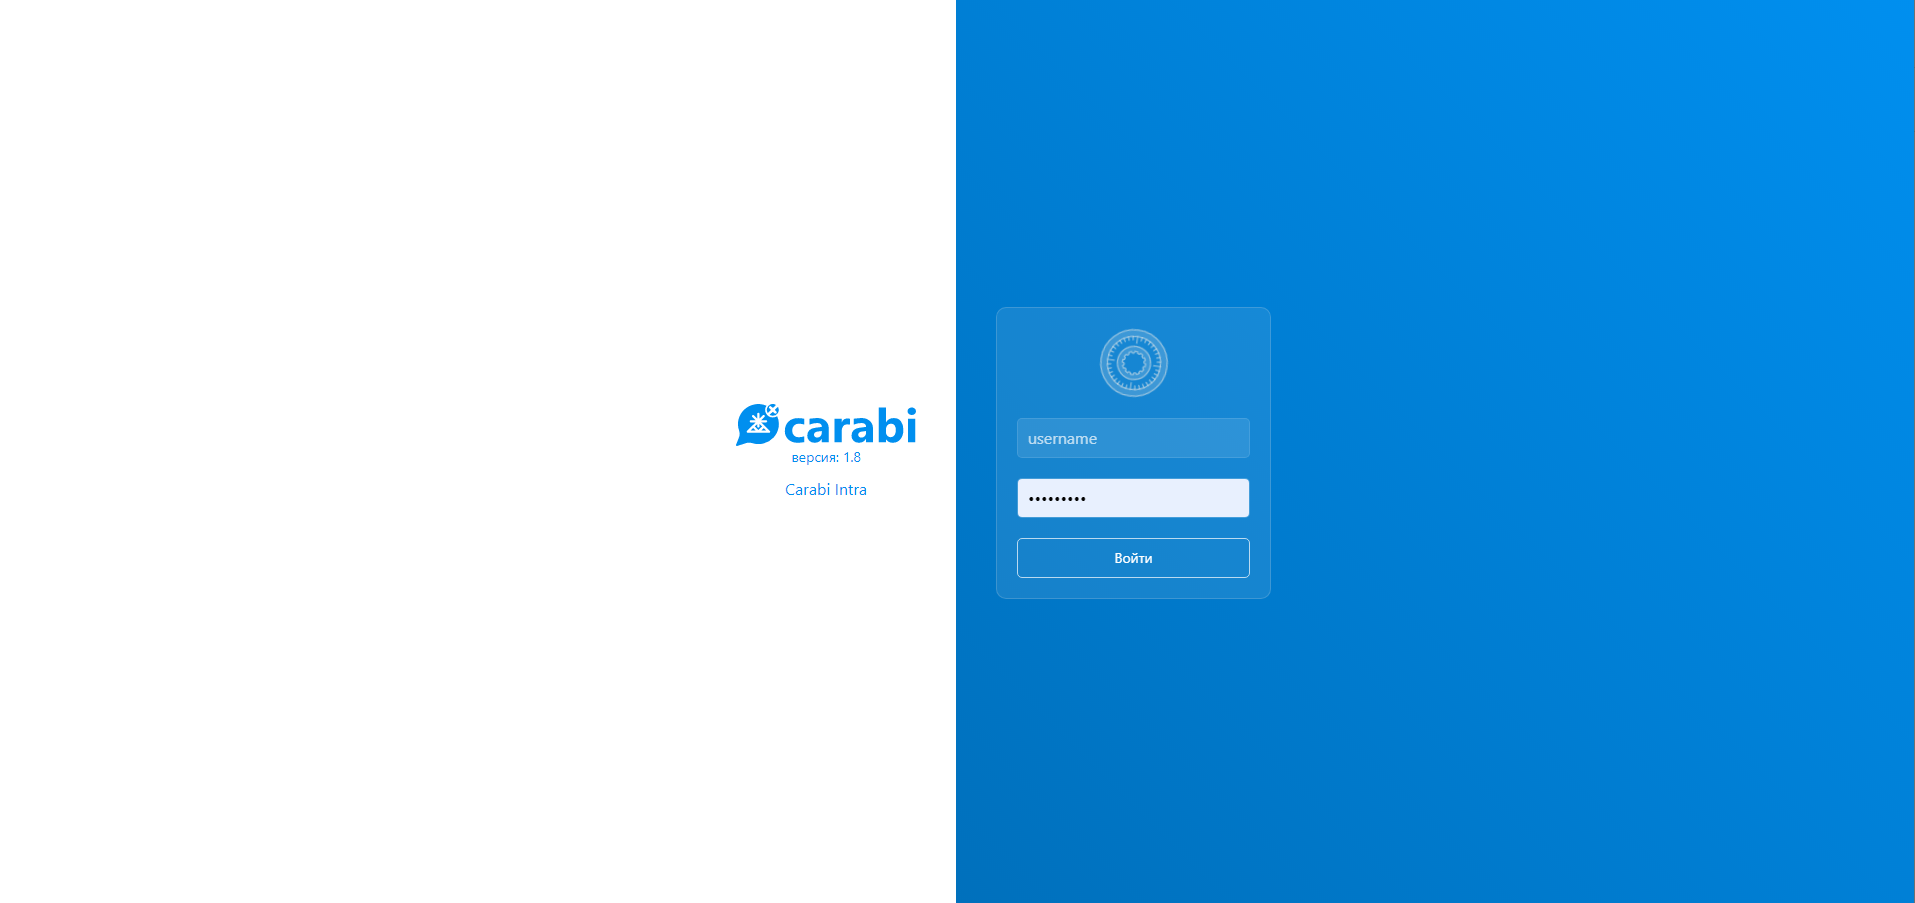 carabi
версия: 1.8
Carabi Intra
username
•••••••••
Войти